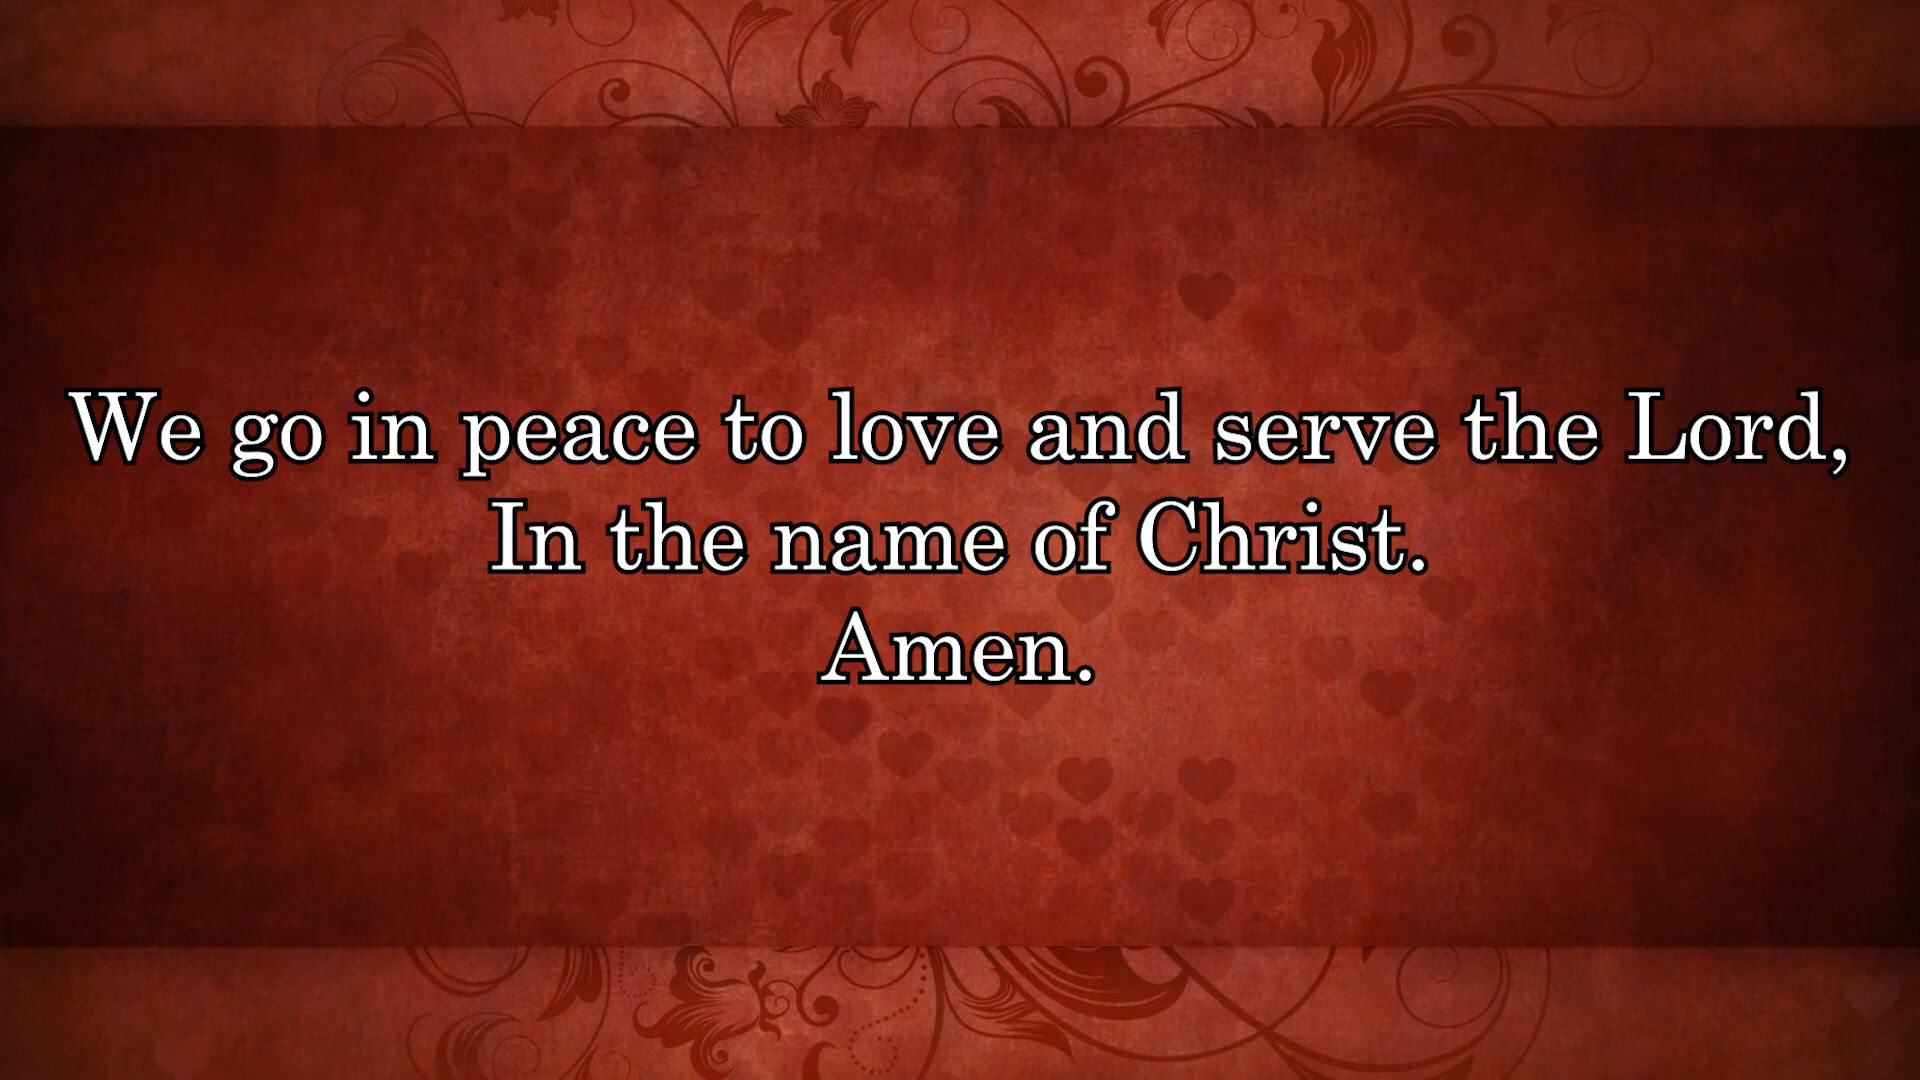 We go in peace to love and serve the Lord,
In the name of Christ.
Amen.